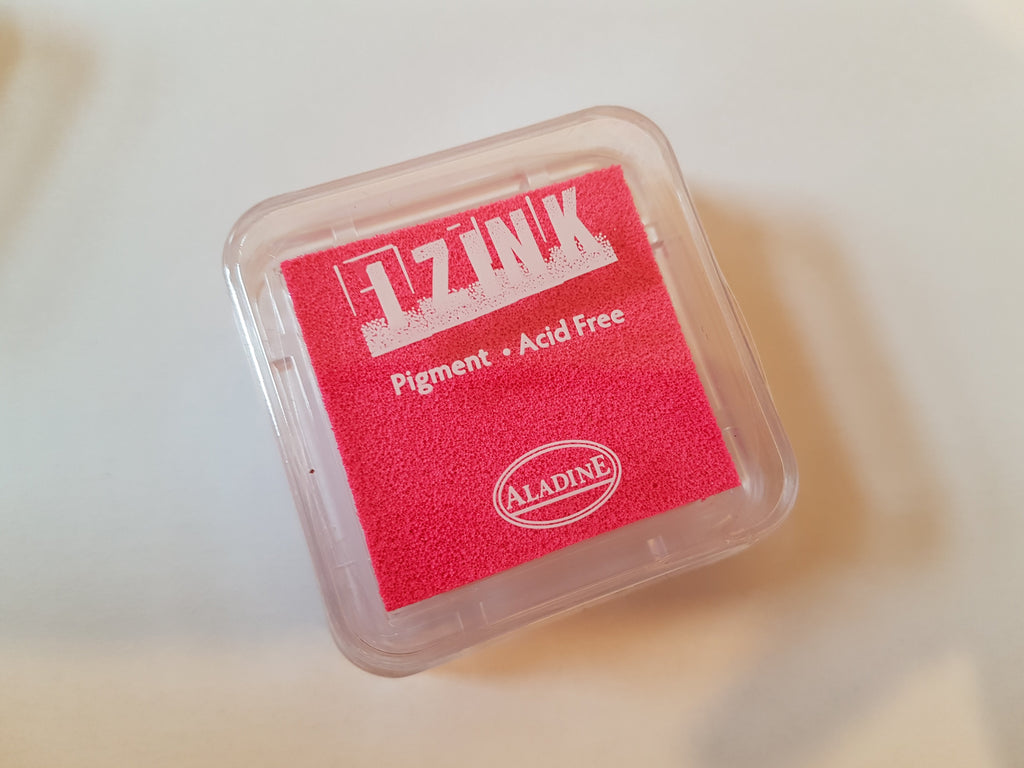 IZINK
Pigment • Acid Free
ALADINE